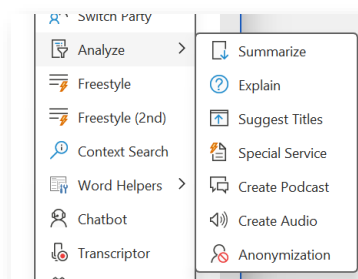 Switch Party
Analyze
Freestyle
Freestyle (2nd)
Context Search
Word Helpers
Chatbot
Transcriptor
Summarize
Explain
Suggest Titles
Special Service
Create Podcast
Create Audio
Anonymization